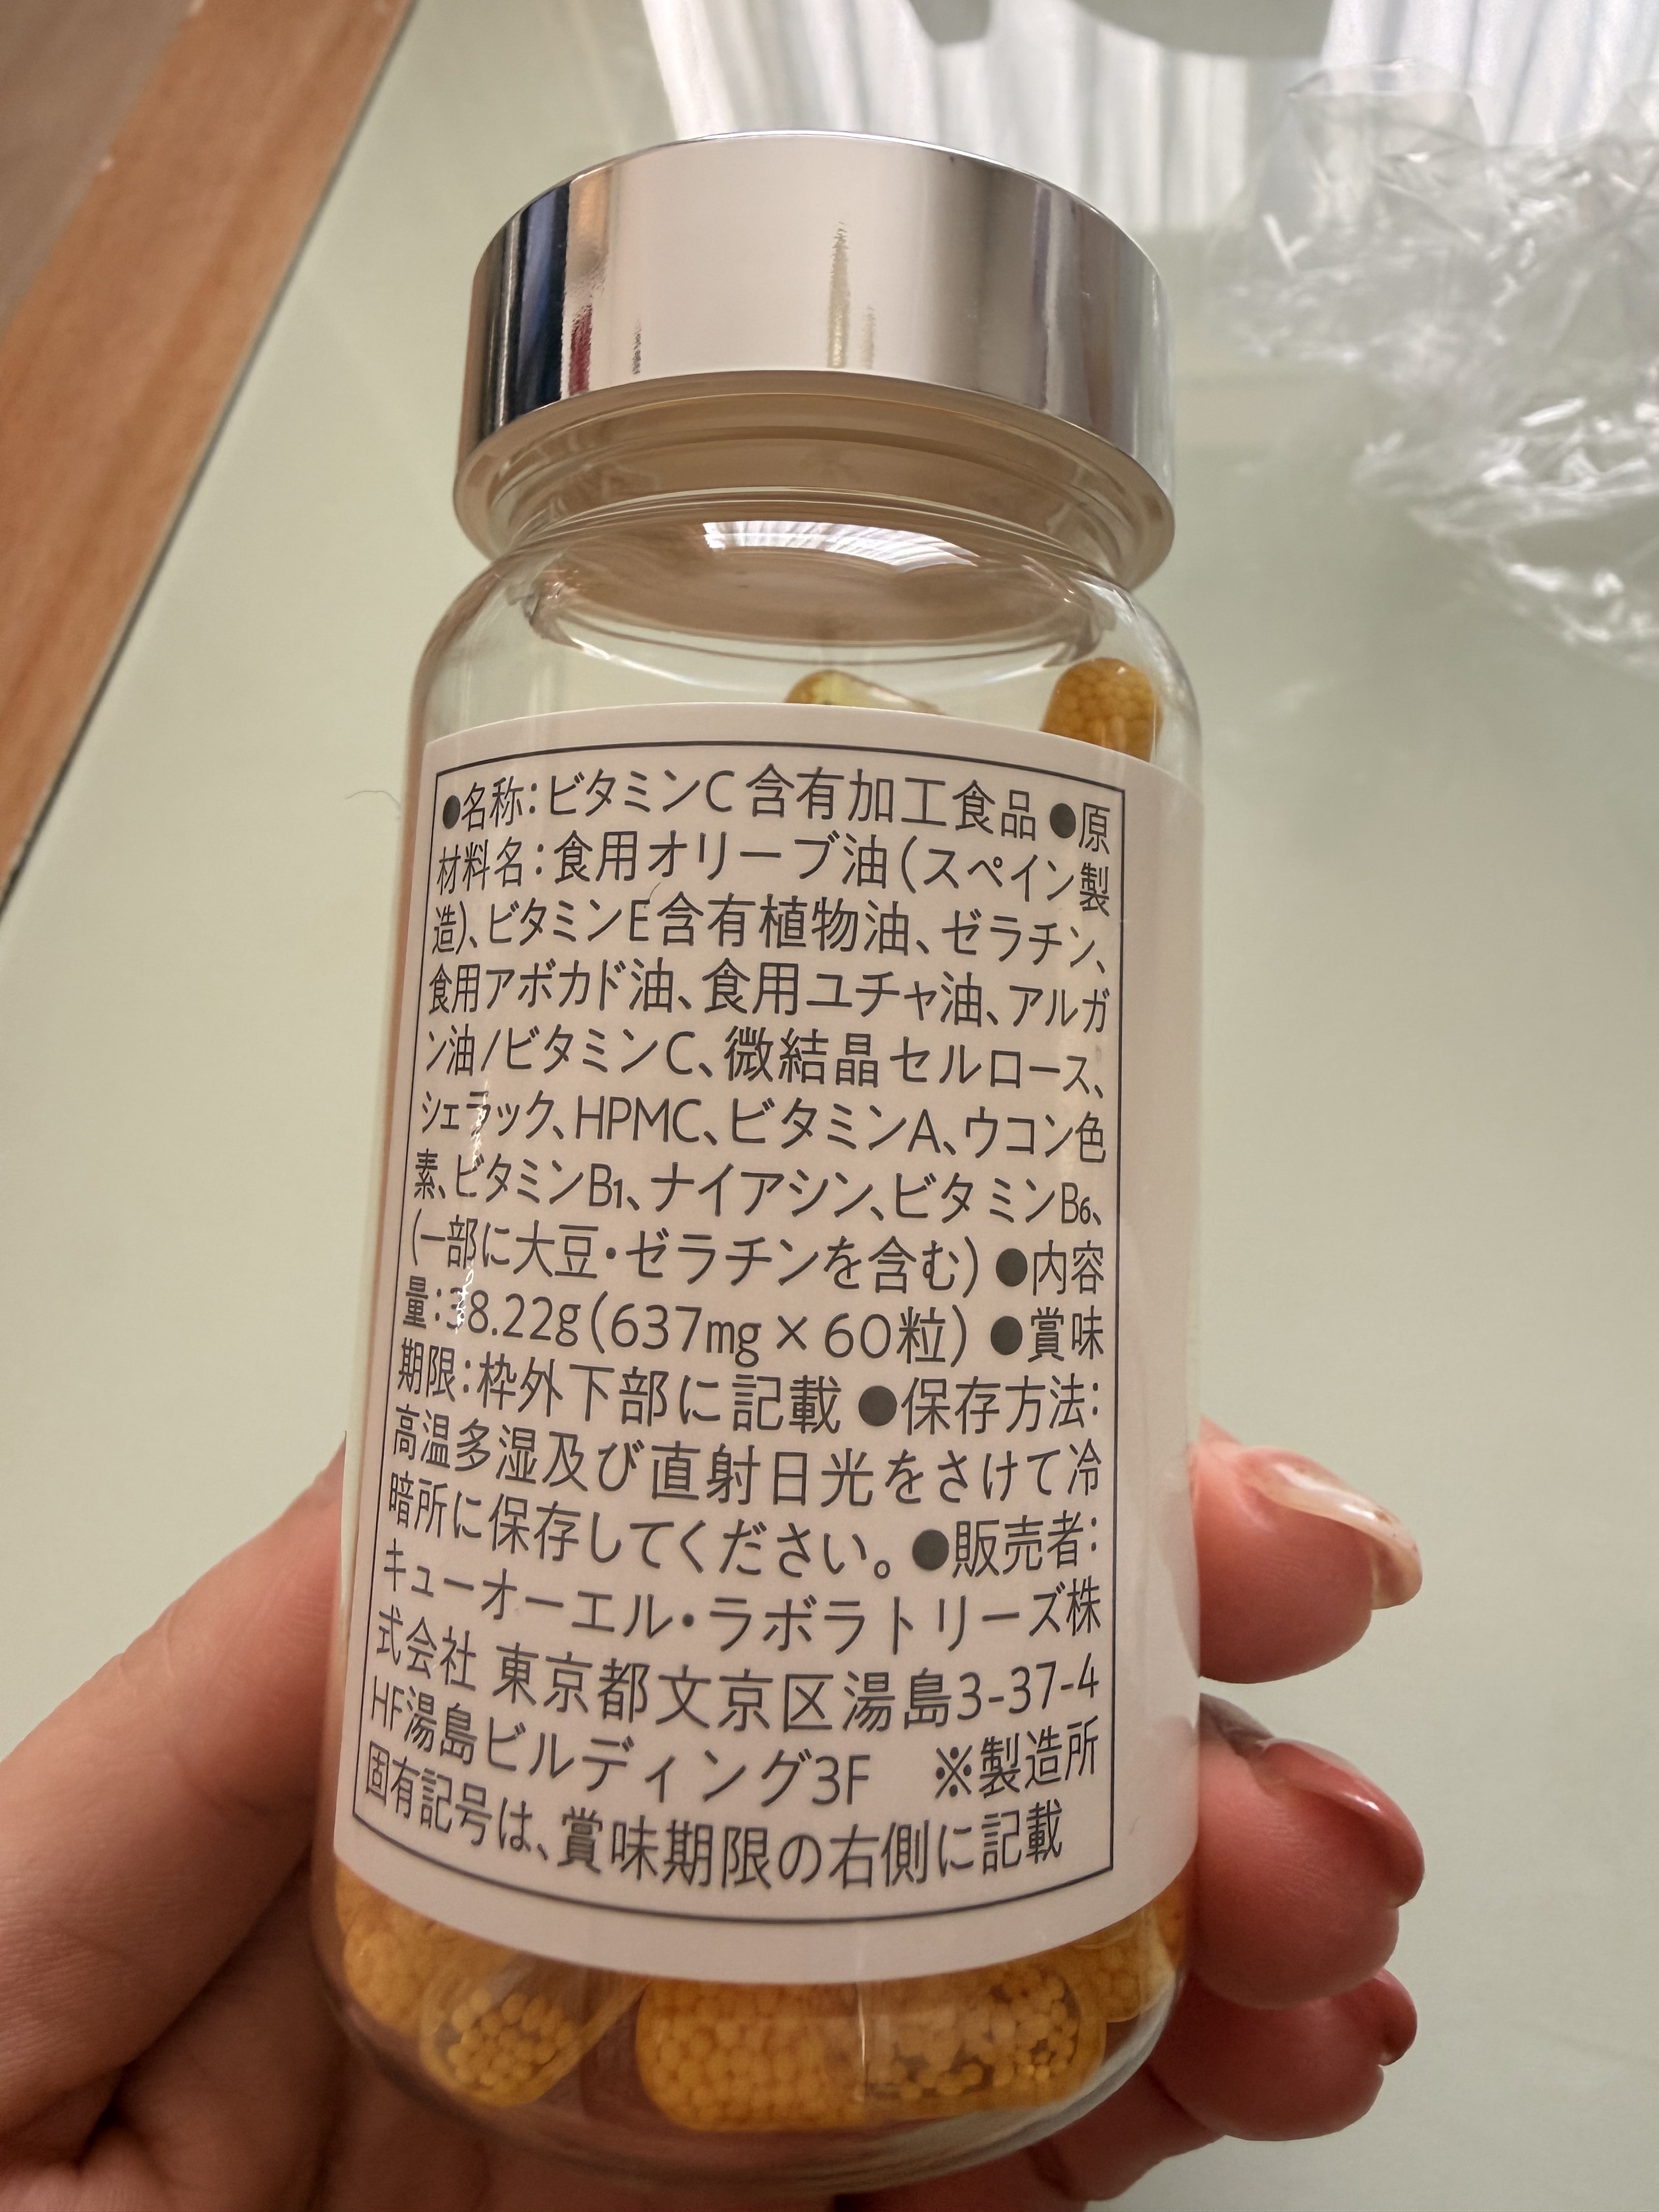 ●名称:ビタミンC含有加工食品 ●原
材料名:食用オリーブ油(スペイン製
造)、ビタミンE含有植物油、ゼラチン、
食用アボカド油、食用ユチャ油、アルガ
ン油/ビタミンC、微結晶セルロース、
シェラック、HPMC、ビタミンA、ウコン色
素、ビタミンB1、ナイアシン、ビタミンB6、
(一部に大豆・ゼラチンを含む) ●内容
量:38.22g(637mg×60粒) ●賞味
期限:枠外下部に記載 ●保存方法:
高温多湿及び直射日光をさけて冷
暗所に保存してください。●販売者:
キューオーエル・ラボラトリーズ株
式会社 東京都文京区湯島3-37-4
HF湯島ビルディング3F ※製造所
固有記号は、賞味期限の右側に記載